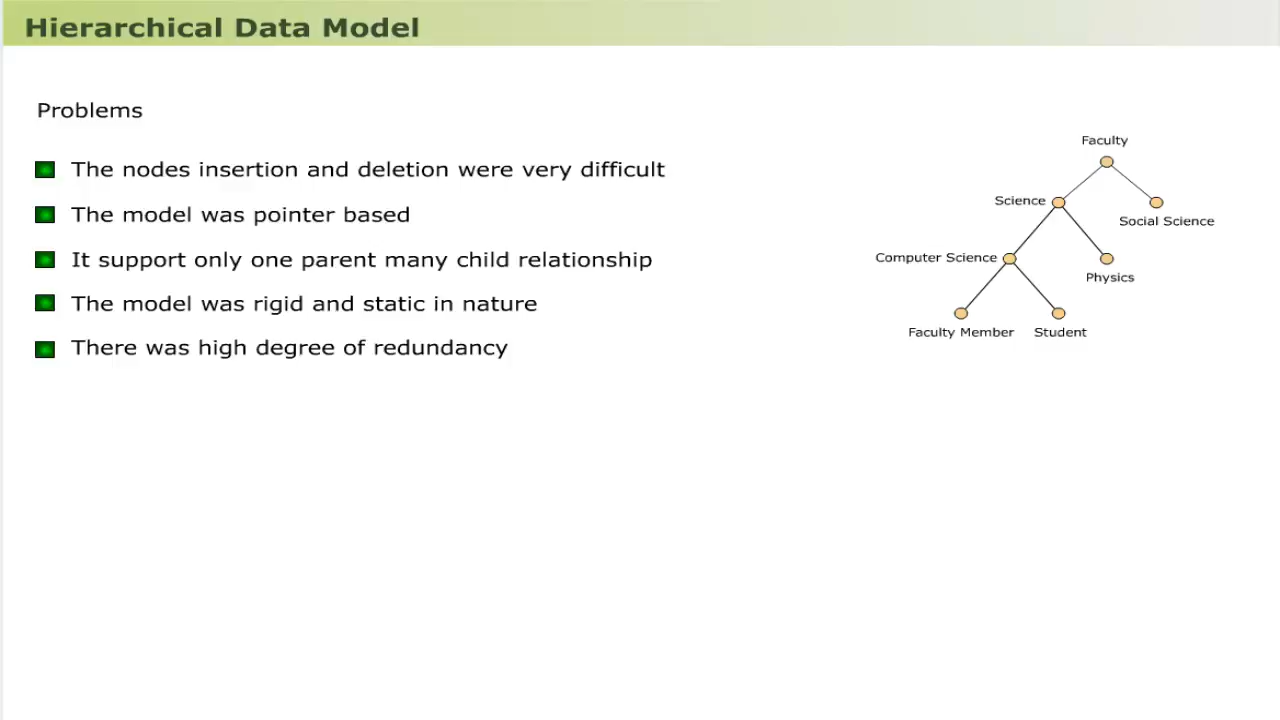 Hierarchical Data Model
Problems
The nodes insertion and deletion were very difficult
The model was pointer based
It support only one parent many child relationship
The model was rigid and static in nature
There was high degree of redundancy
Faculty
Science
Social Science
Computer Science
Physics
Faculty Member
Student